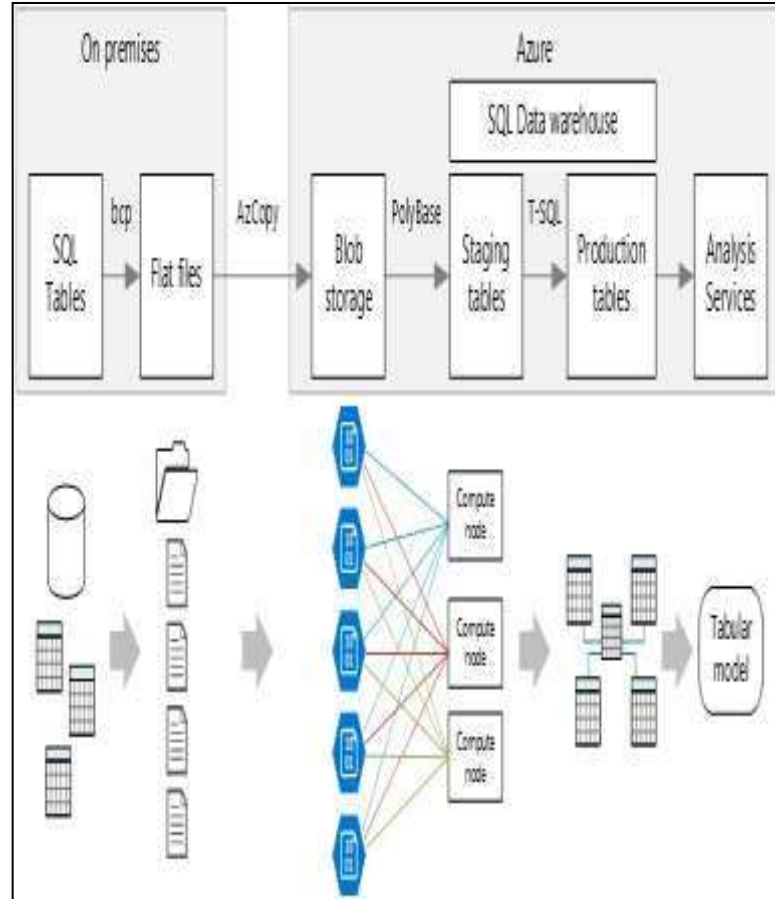 On premises
Azure
SQL Data warehouse
bcp
AzCopy
PolyBase
T-SQL
SQL
Tables
Flat files
Blob
storage
Staging
tables
Production
tables
Analysis
Services
Compute
node
Compute
node
Compute
node
Tabular
model